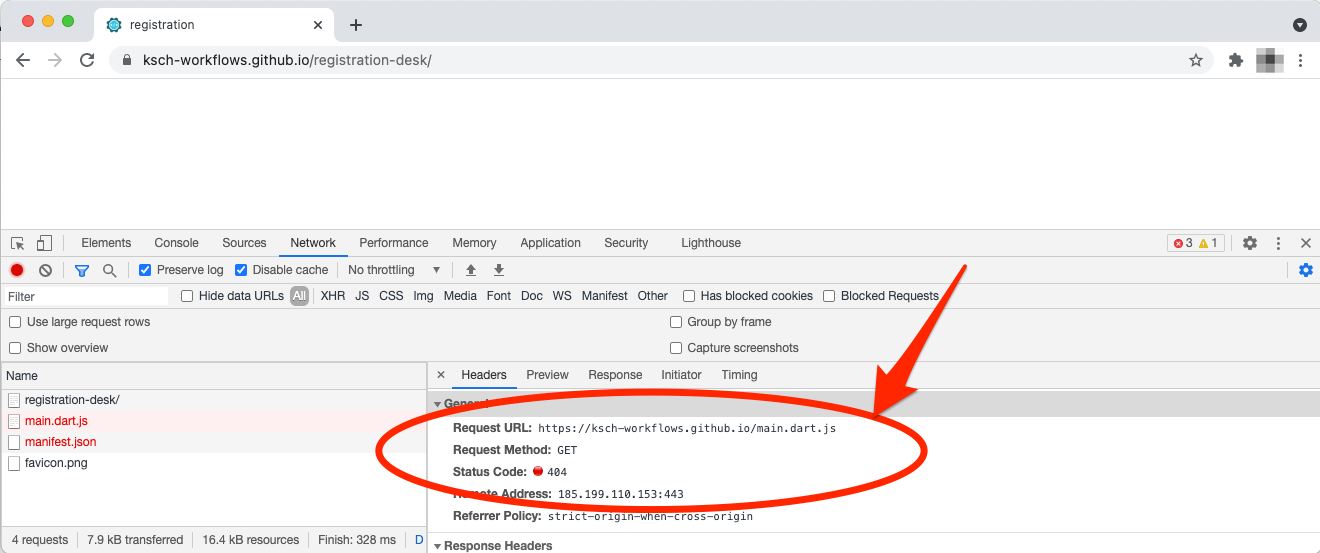 registration
ksch-workflows.github.io/registration-desk/
Elements Console Sources Network Performance Memory Application Security Lighthouse 3 1
Preserve log Disable cache No throttling
Filter Hide data URLs All XHR JS CSS Img Media Font Doc WS Manifest Other Has blocked cookies Blocked Requests
Use large request rows Group by frame
Show overview Capture screenshots
Name Headers Preview Response Initiator Timing
registration-desk/
main.dart.js
manifest.json
favicon.png
General
Request URL: https://ksch-workflows.github.io/main.dart.js
Request Method: GET
Status Code: 404
Remote Address: 185.199.110.153:443
Referrer Policy: strict-origin-when-cross-origin
4 requests 7.9 kB transferred 16.4 kB resources Finish: 328 ms D
Response Headers